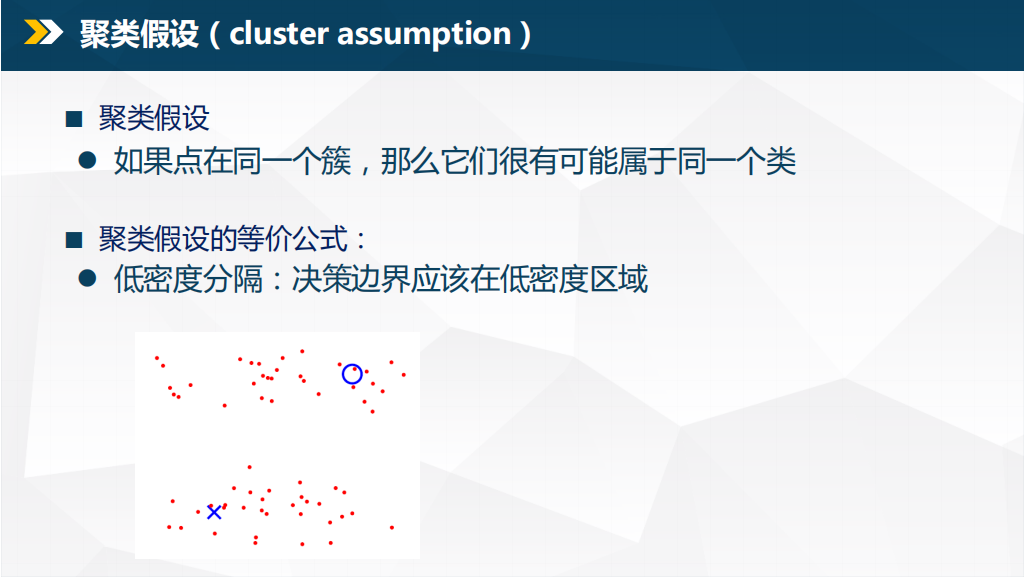 聚类假设（cluster assumption）
聚类假设
如果点在同一个簇，那么它们很有可能属于同一个类
聚类假设的等价公式：
低密度分隔：决策边界应该在低密度区域